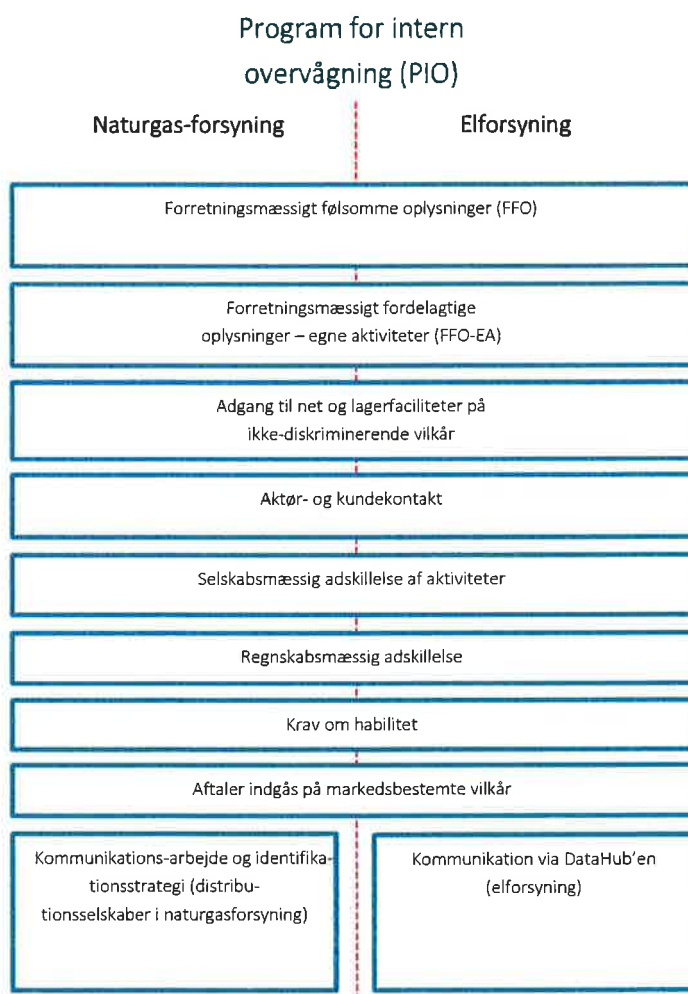 Program for intern
overvågning (PIO)
Naturgas-forsyning
Elforsyning
Forretningsmæssigt følsomme oplysninger (FFO)
Forretningsmæssigt fordelagtige
oplysninger – egne aktiviteter (FFO-EA)
Adgang til net og lagerfaciliteter på
ikke-diskriminerende vilkår
Aktør- og kundekontakt
Selskabsmæssig adskillelse af aktiviteter
Regnskabsmæssig adskillelse
Krav om habilitet
Aftaler indgås på markedsbestemte vilkår
Kommunikations-arbejde og identifika-
tionsstrategi (distribu-
tionsselskaber i naturgasforsyning)
Kommunikation via DataHub'en
(elforsyning)